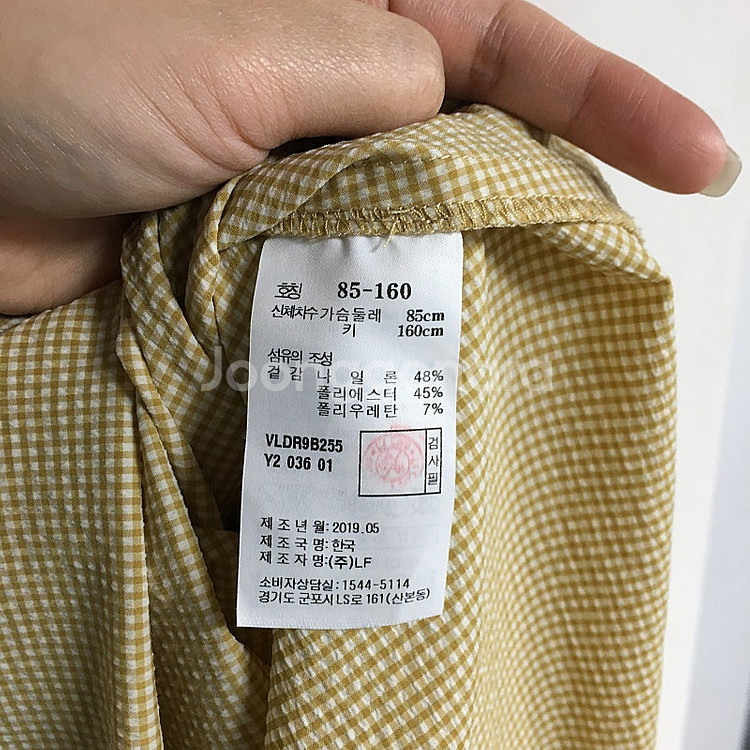 호칭 85-160
신체치수 가슴둘레 85cm
키 160cm
섬유의 조성
겉감 나 일 론 48%
폴리에스터 45%
폴리우레탄 7%
VLDR9B255
Y2 036 01
검사필
제 조 년 월: 2019.05
제 조 국 명: 한국
제 조 자 명: (주)LF
소비자상담실: 1544-5114
경기도 군포시 LS로 161(산본동)
Joongonara